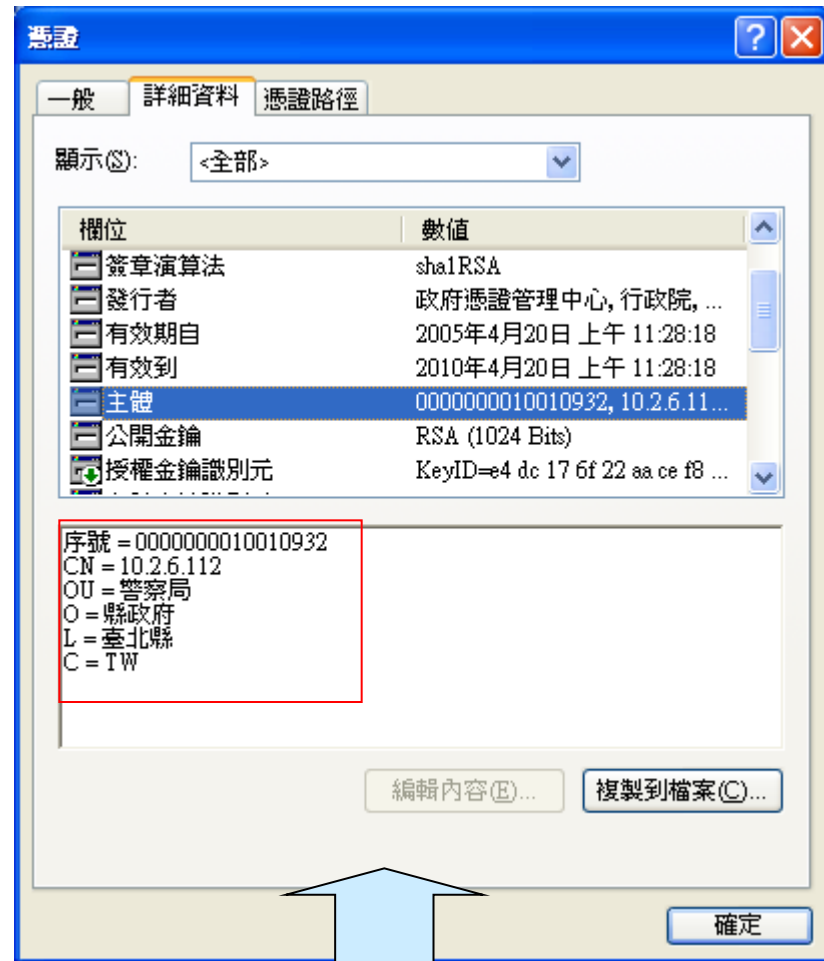 憑證
一般 詳細資料 憑證路徑
顯示(S): <全部>
欄位 數值
簽章演算法 sha1RSA
發行者 政府憑證管理中心, 行政院, ...
有效期自 2005年4月20日 上午 11:28:18
有效到 2010年4月20日 上午 11:28:18
主體 0000000010010932, 10.2.6.11...
公開金鑰 RSA (1024 Bits)
授權金鑰識別元 KeyID=e4 dc 17 6f 22 aa ce f8 ...
序號 = 0000000010010932
CN = 10.2.6.112
OU = 警察局
O = 縣政府
L = 臺北縣
C = TW
編輯內容(E)... 複製到檔案(C)...
確定